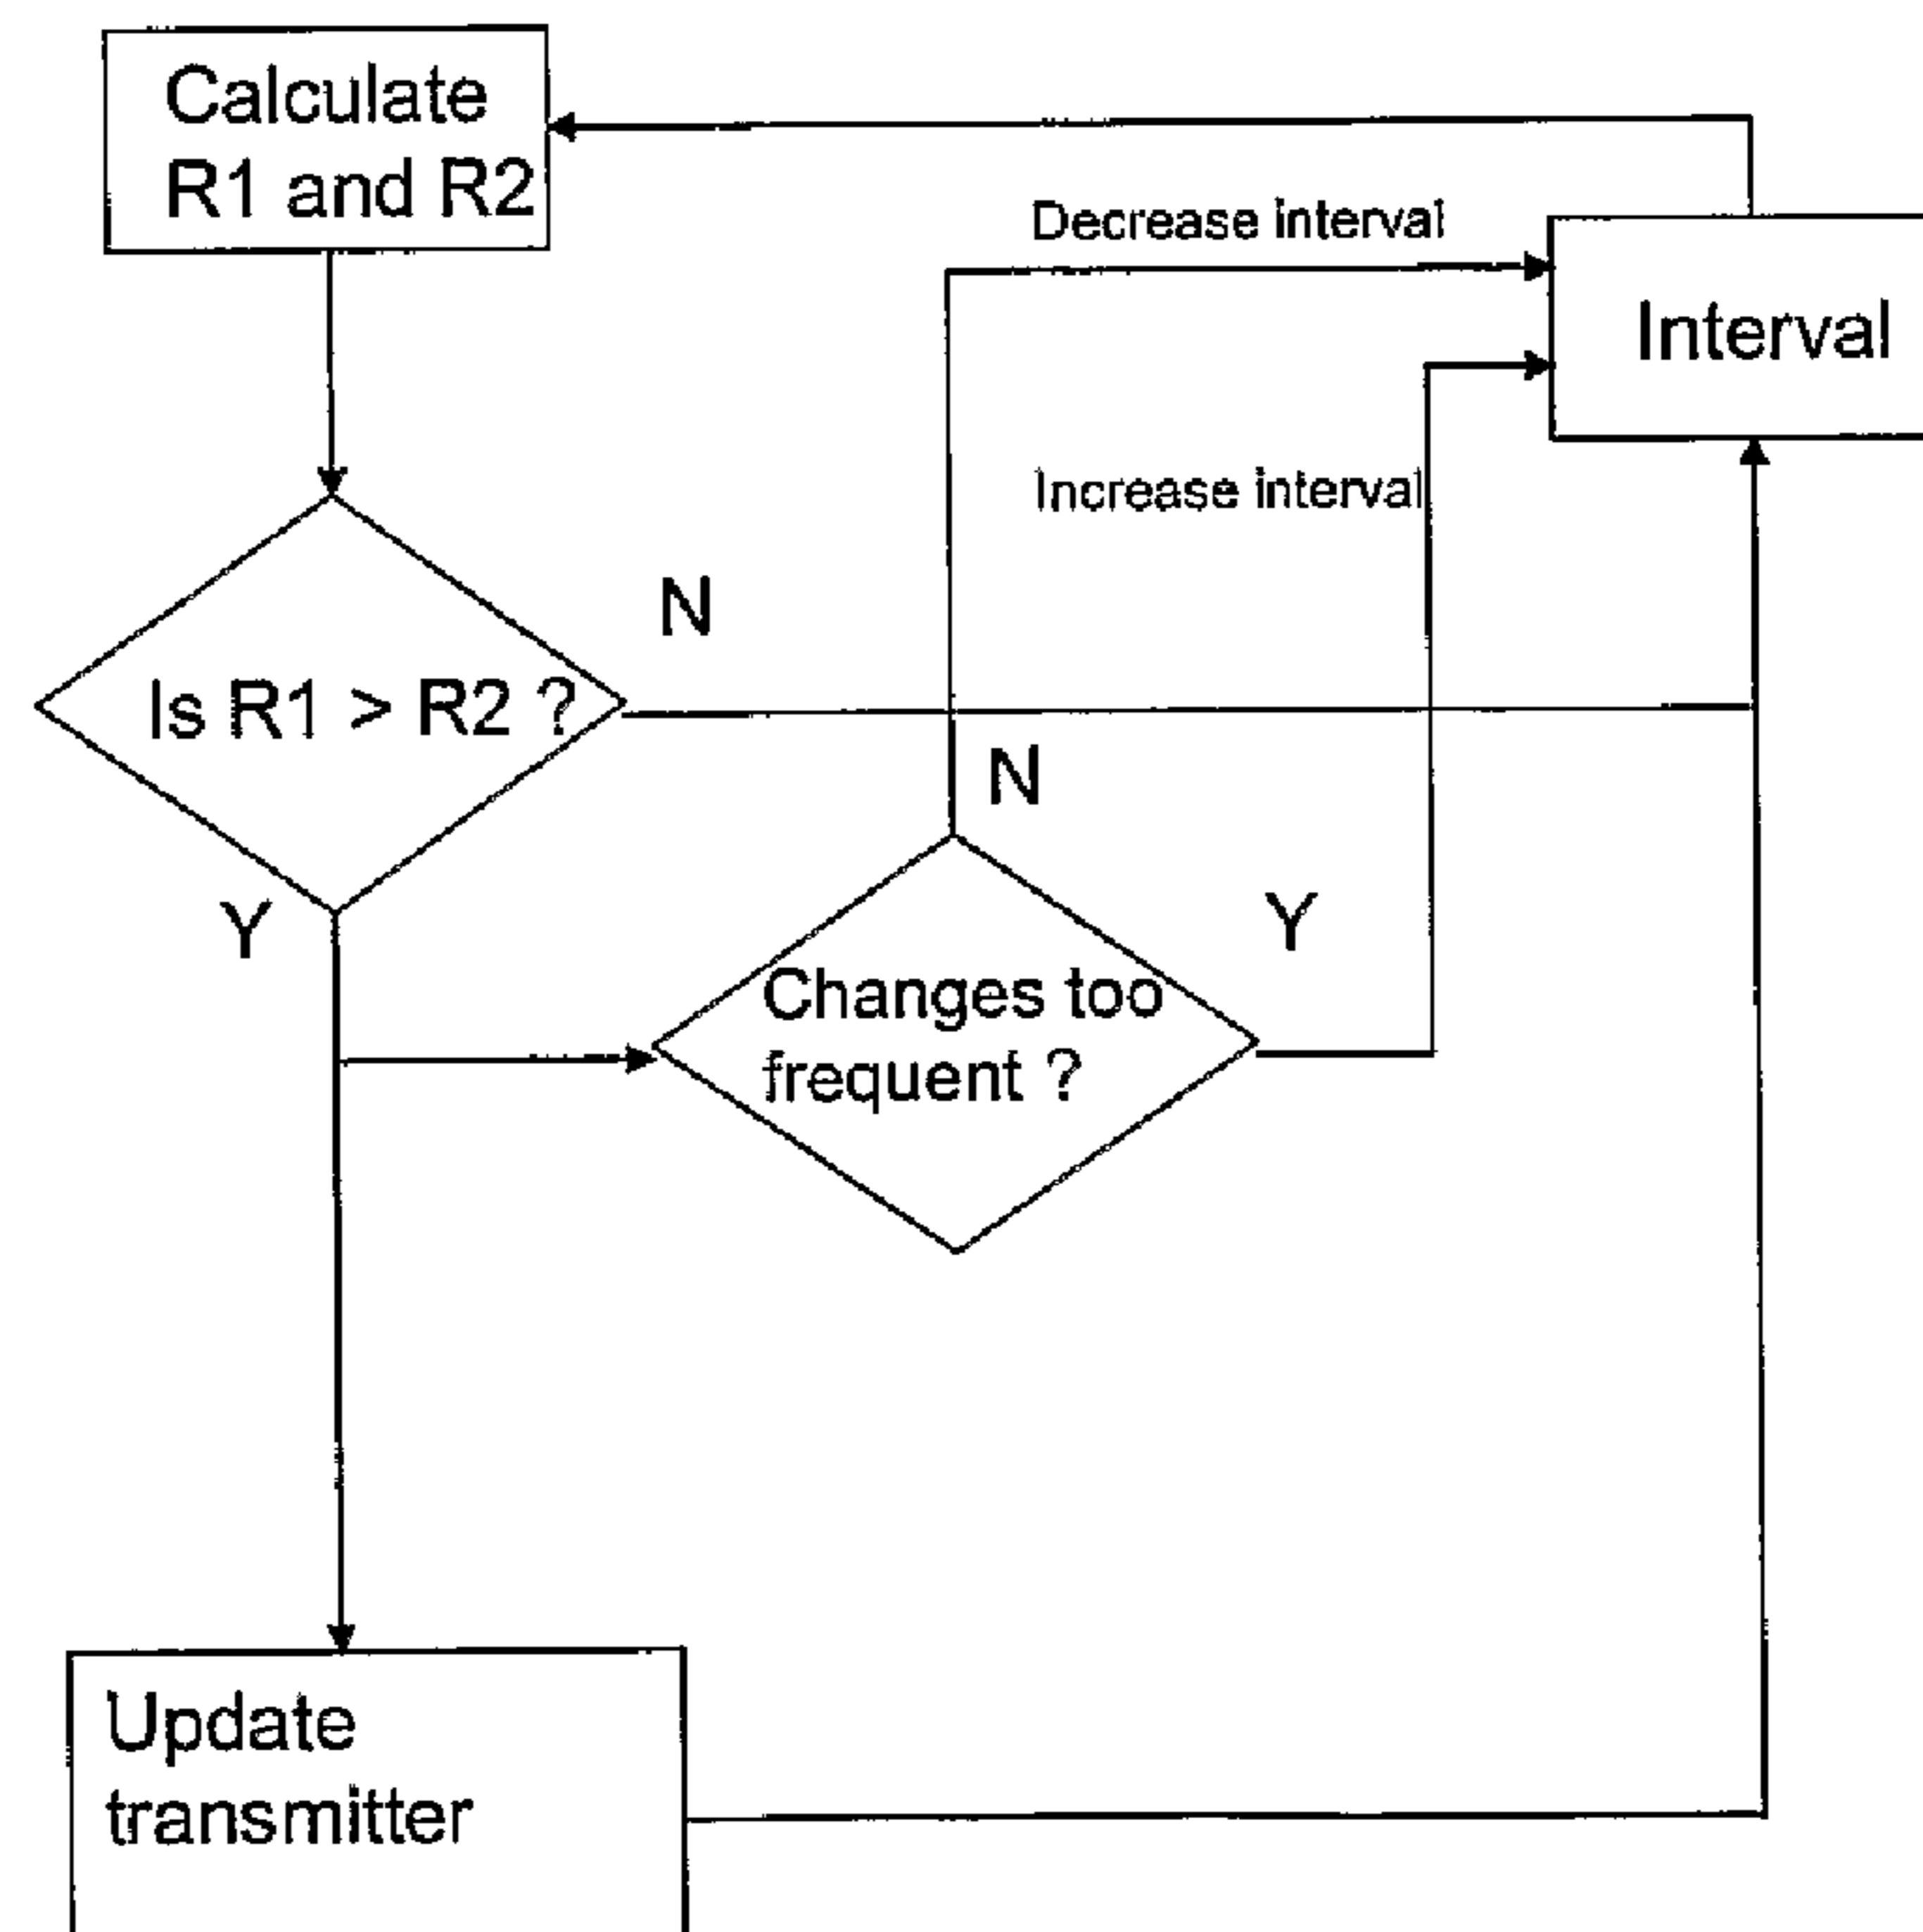 Calculate
R1 and R2
Decrease interval
Interval
Increase interval
N
Is R1 > R2 ?
N
Y
Y
Changes too
frequent ?
Update
transmitter